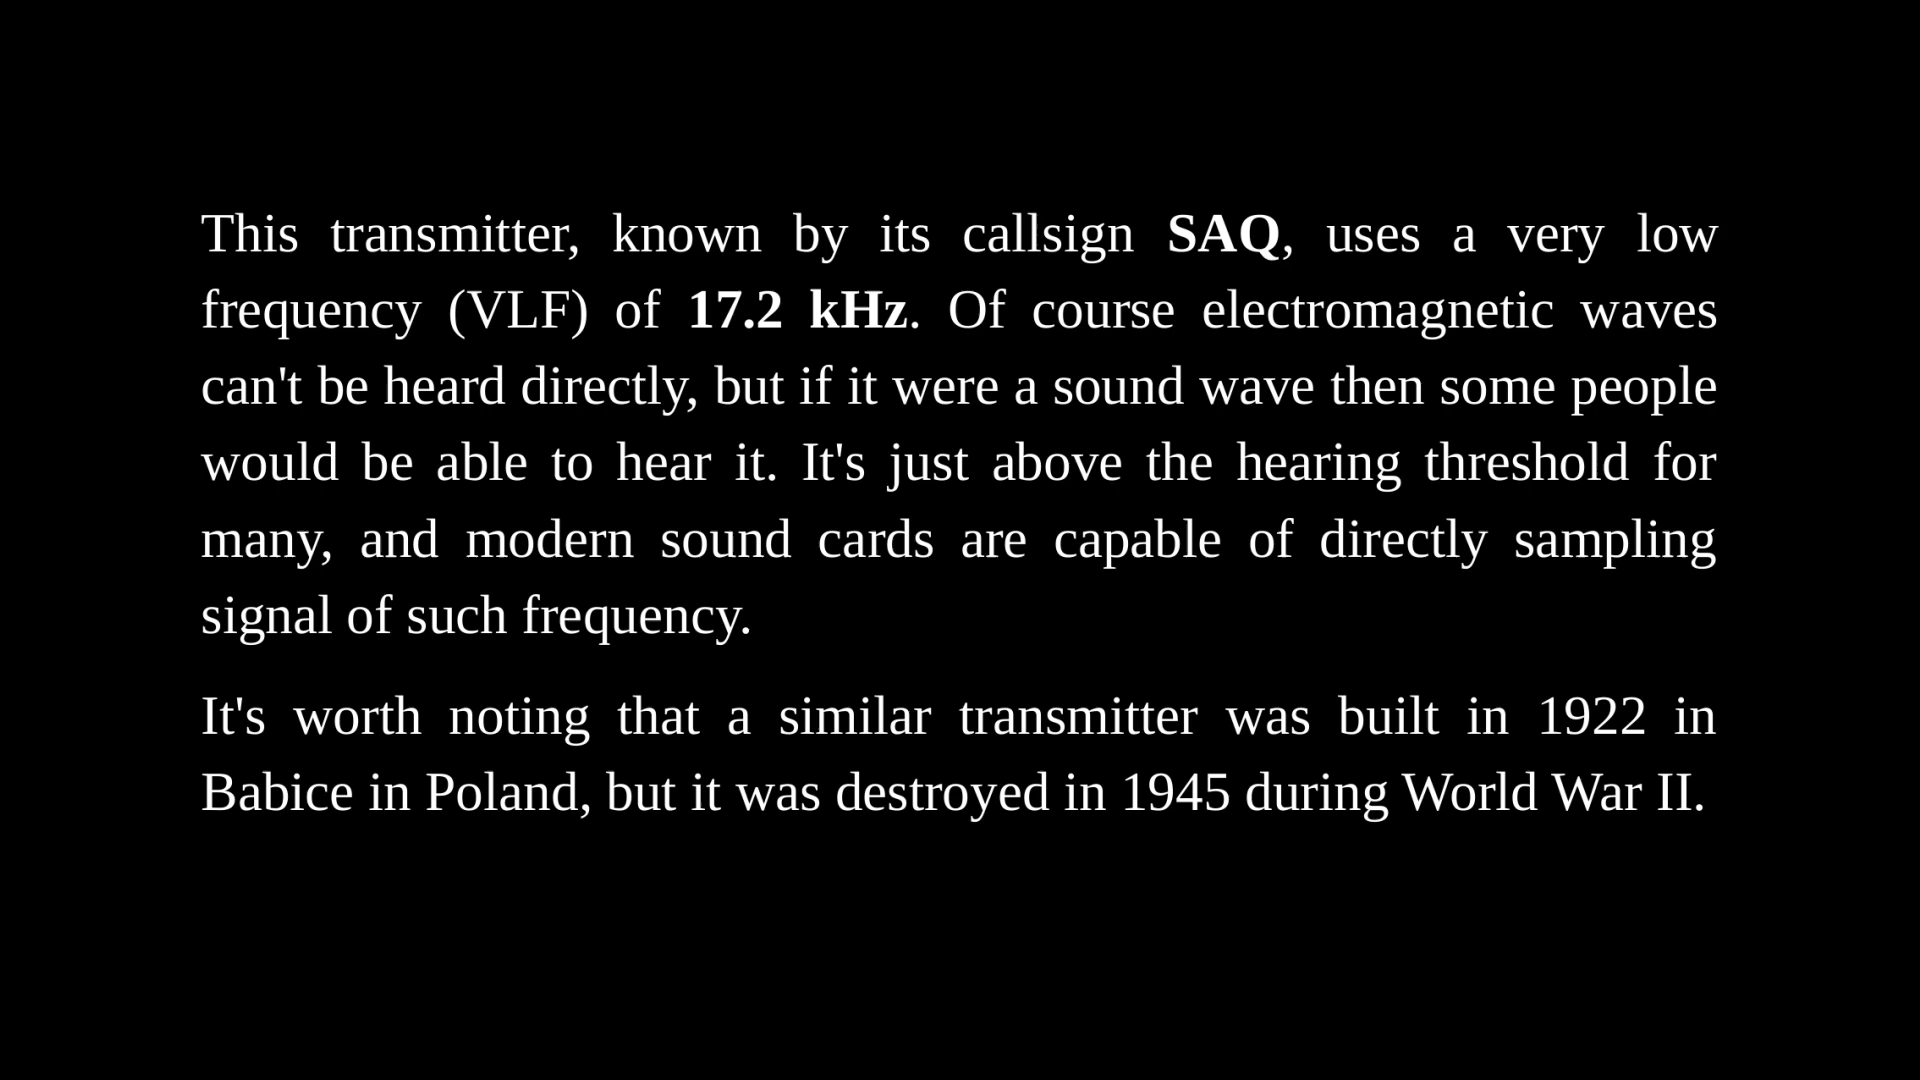 This transmitter, known by its callsign SAQ, uses a very low
frequency (VLF) of 17.2 kHz. Of course electromagnetic waves
can't be heard directly, but if it were a sound wave then some people
would be able to hear it. It's just above the hearing threshold for
many, and modern sound cards are capable of directly sampling
signal of such frequency.
It's worth noting that a similar transmitter was built in 1922 in
Babice in Poland, but it was destroyed in 1945 during World War II.